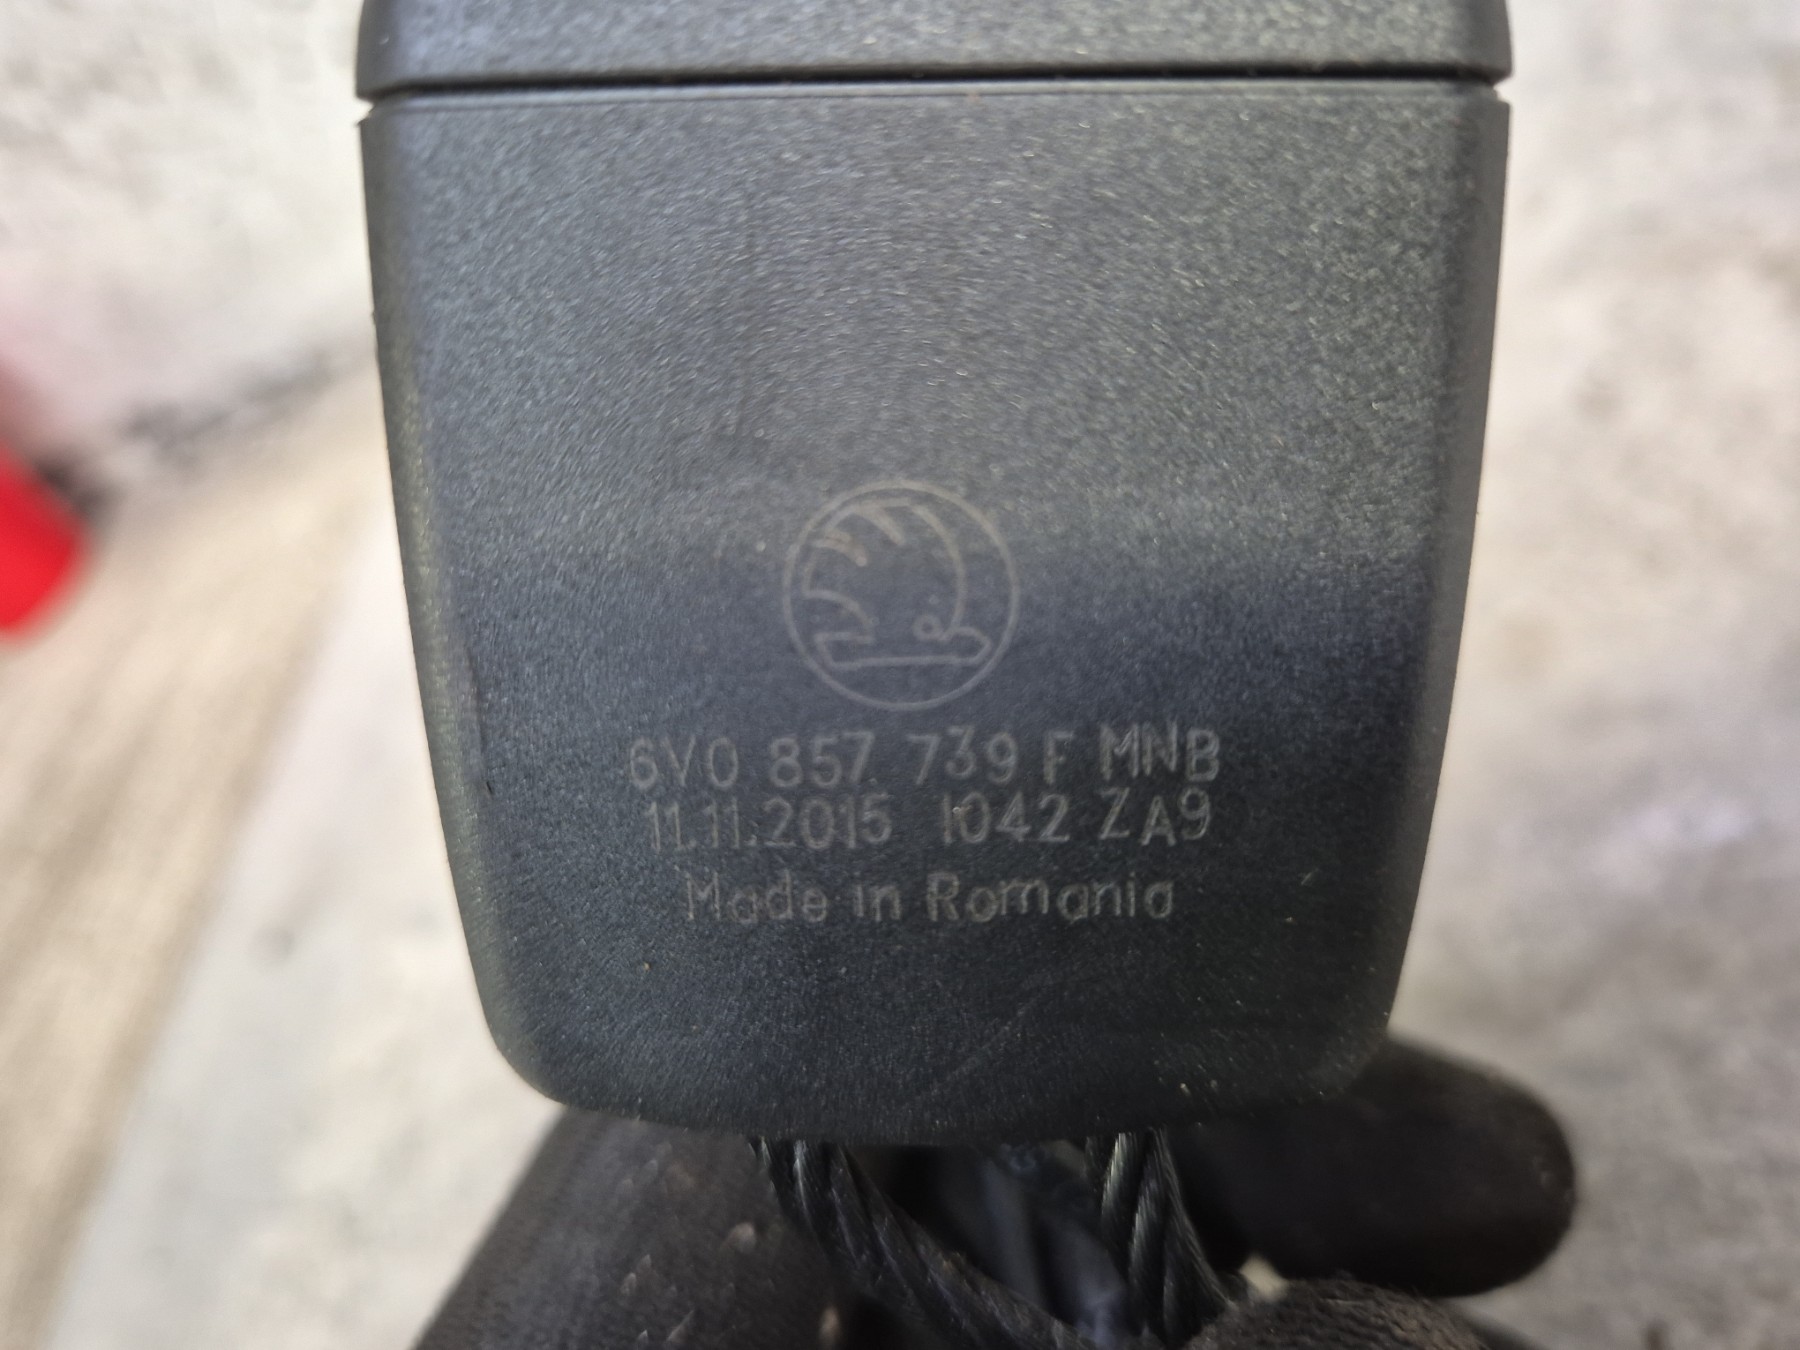 6V0 857 739 F MNB
11.11.2015 1042 ZA9
Made in Romania